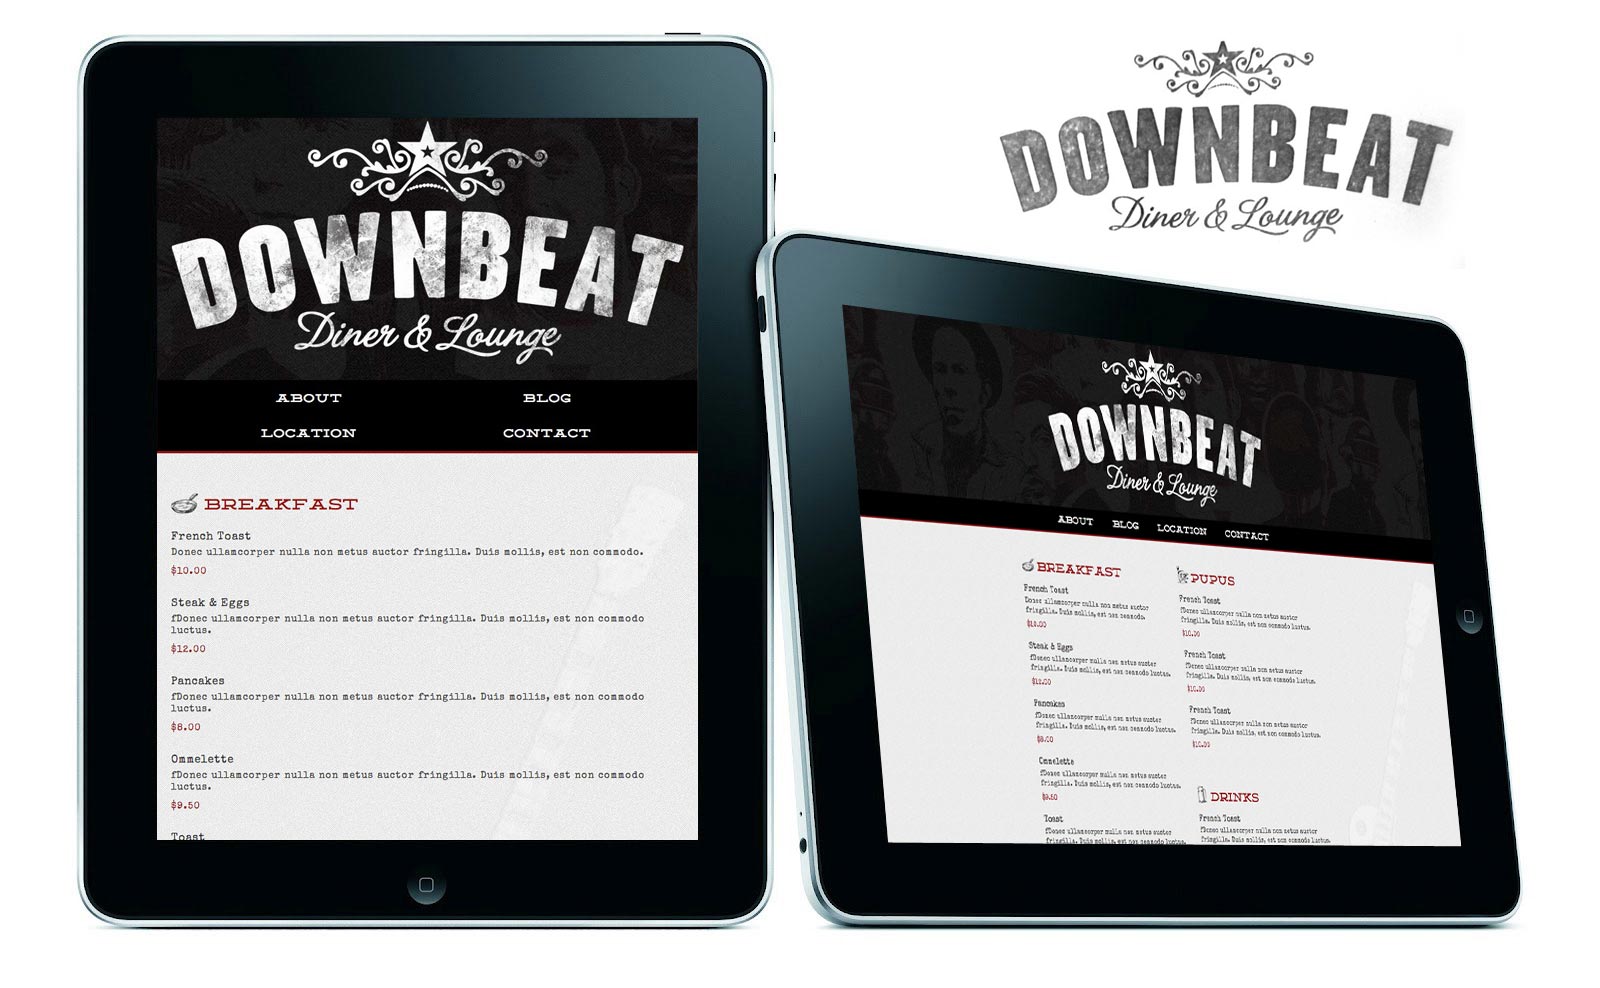 DOWNBEAT
Diner & Lounge
ABOUT BLOG
LOCATION CONTACT
BREAKFAST
French Toast
Donec ullamcorper nulla non metus auctor fringilla. Duis mollis, est non commodo.
$10.00
Steak & Eggs
fDonec ullamcorper nulla non metus auctor fringilla. Duis mollis, est non commodo
luctus.
$12.00
Pancakes
fDonec ullamcorper nulla non metus auctor fringilla. Duis mollis, est non commodo
luctus.
$8.00
Ommelette
fDonec ullamcorper nulla non metus auctor fringilla. Duis mollis, est non commodo
luctus.
$9.50
Toast
DOWNBEAT
Diner & Lounge
DOWNBEAT
Diner & Lounge
ABOUT BLOG LOCATION CONTACT
BREAKFAST
French Toast
Donec ullamcorper nulla non metus auctor
fringilla. Duis mollis, est non commodo.
$10.00
Steak & Eggs
fDonec ullamcorper nulla non metus auctor
fringilla. Duis mollis, est non commodo luctus.
$12.00
Pancakes
fDonec ullamcorper nulla non metus auctor
fringilla. Duis mollis, est non commodo luctus.
$8.00
Ommelette
fDonec ullamcorper nulla non metus auctor
fringilla. Duis mollis, est non commodo luctus.
$9.50
Toast
fDonec ullamcorper nulla non metus auctor
fringilla. Duis mollis, est non commodo luctus.
PUPUS
French Toast
fDonec ullamcorper nulla non metus auctor
fringilla. Duis mollis, est non commodo luctus.
$10.00
French Toast
fDonec ullamcorper nulla non metus auctor
fringilla. Duis mollis, est non commodo luctus.
$10.00
French Toast
fDonec ullamcorper nulla non metus auctor
fringilla. Duis mollis, est non commodo luctus.
$10.00
DRINKS
French Toast
fDonec ullamcorper nulla non metus auctor
fringilla. Duis mollis, est non commodo luctus.